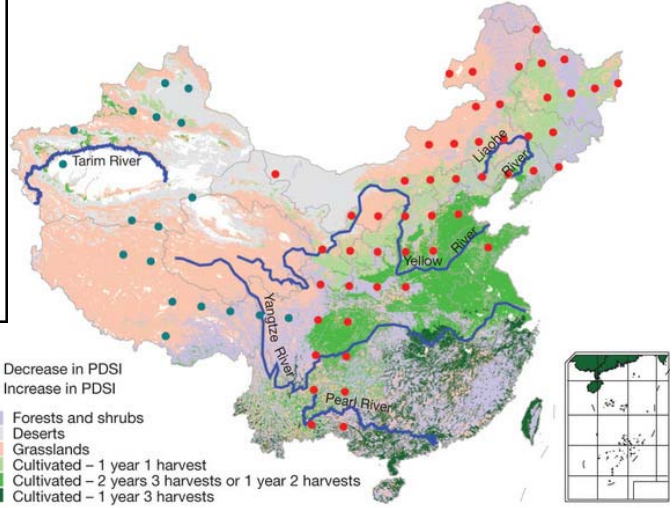 Tarim River
Liaohe
River
Yellow
River
Yangtze
River
Pearl River
Decrease in PDSI
Increase in PDSI
Forests and shrubs
Deserts
Grasslands
Cultivated – 1 year 1 harvest
Cultivated – 2 years 3 harvests or 1 year 2 harvests
Cultivated – 1 year 3 harvests